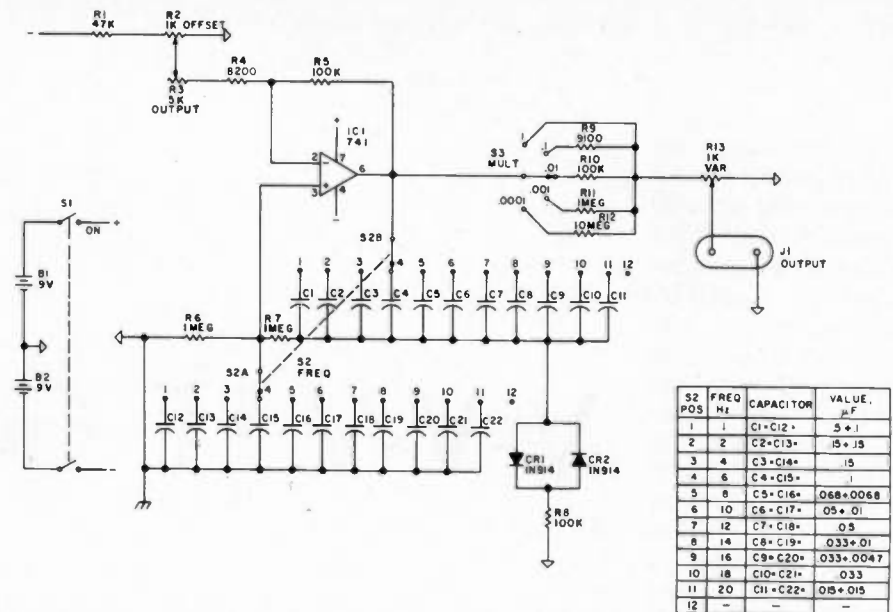 R1
47K
R2
1K OFFSET
R3
5K
OUTPUT
R4
8200
R5
100K
IC1
741
+
2
-
7
6
3
+
4
-
S3
MULT
1
.1
.01
.001
.0001
R9
9100
R10
100K
R11
1MEG
R12
10MEG
R13
1K
VAR
J1
OUTPUT
S1
ON
+
-
B1
9V
B2
9V
S2B
4
1 2 3 5 6 7 8 9 10 11 12
C1 C2 C3 C4 C5 C6 C7 C8 C9 C10 C11
R6
1MEG
R7
1MEG
S2A
S2
FREQ
4
1 2 3 5 6 7 8 9 10 11 12
C12 C13 C14 C15 C16 C17 C18 C19 C20 C21 C22
CR1
IN914
CR2
IN914
R8
100K
S2 POS FREQ Hz CAPACITOR VALUE, µF
1 1 C1=C12= .5+.1
2 2 C2=C13= .15+.15
3 4 C3=C14= .15
4 6 C4=C15= .1
5 8 C5=C16= .068+.0068
6 10 C6=C17= .05+.01
7 12 C7=C18= .05
8 14 C8=C19= .033+.01
9 16 C9=C20= .033+.0047
10 18 C10=C21= .033
11 20 C11=C22= .015+.015
12 - - -